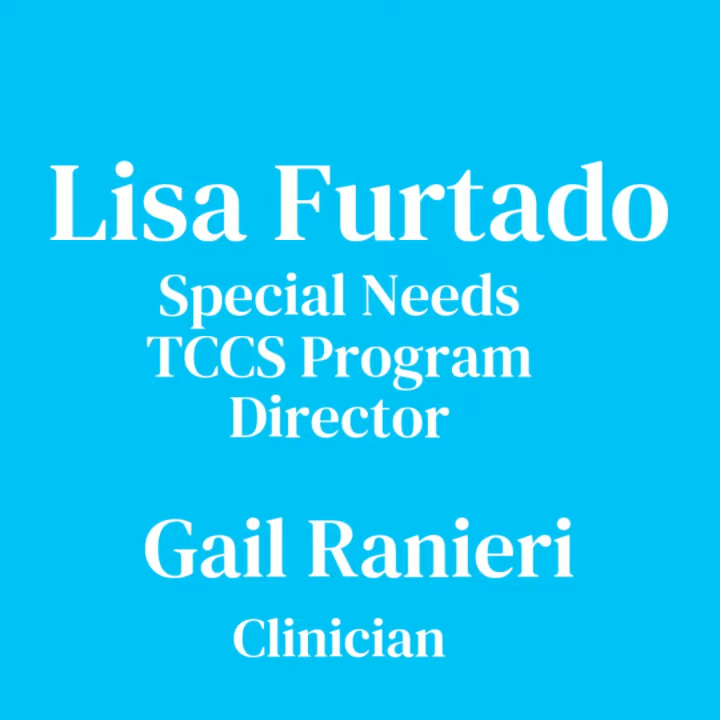 Lisa Furtado
Special Needs
TCCS Program
Director
Gail Ranieri
Clinician